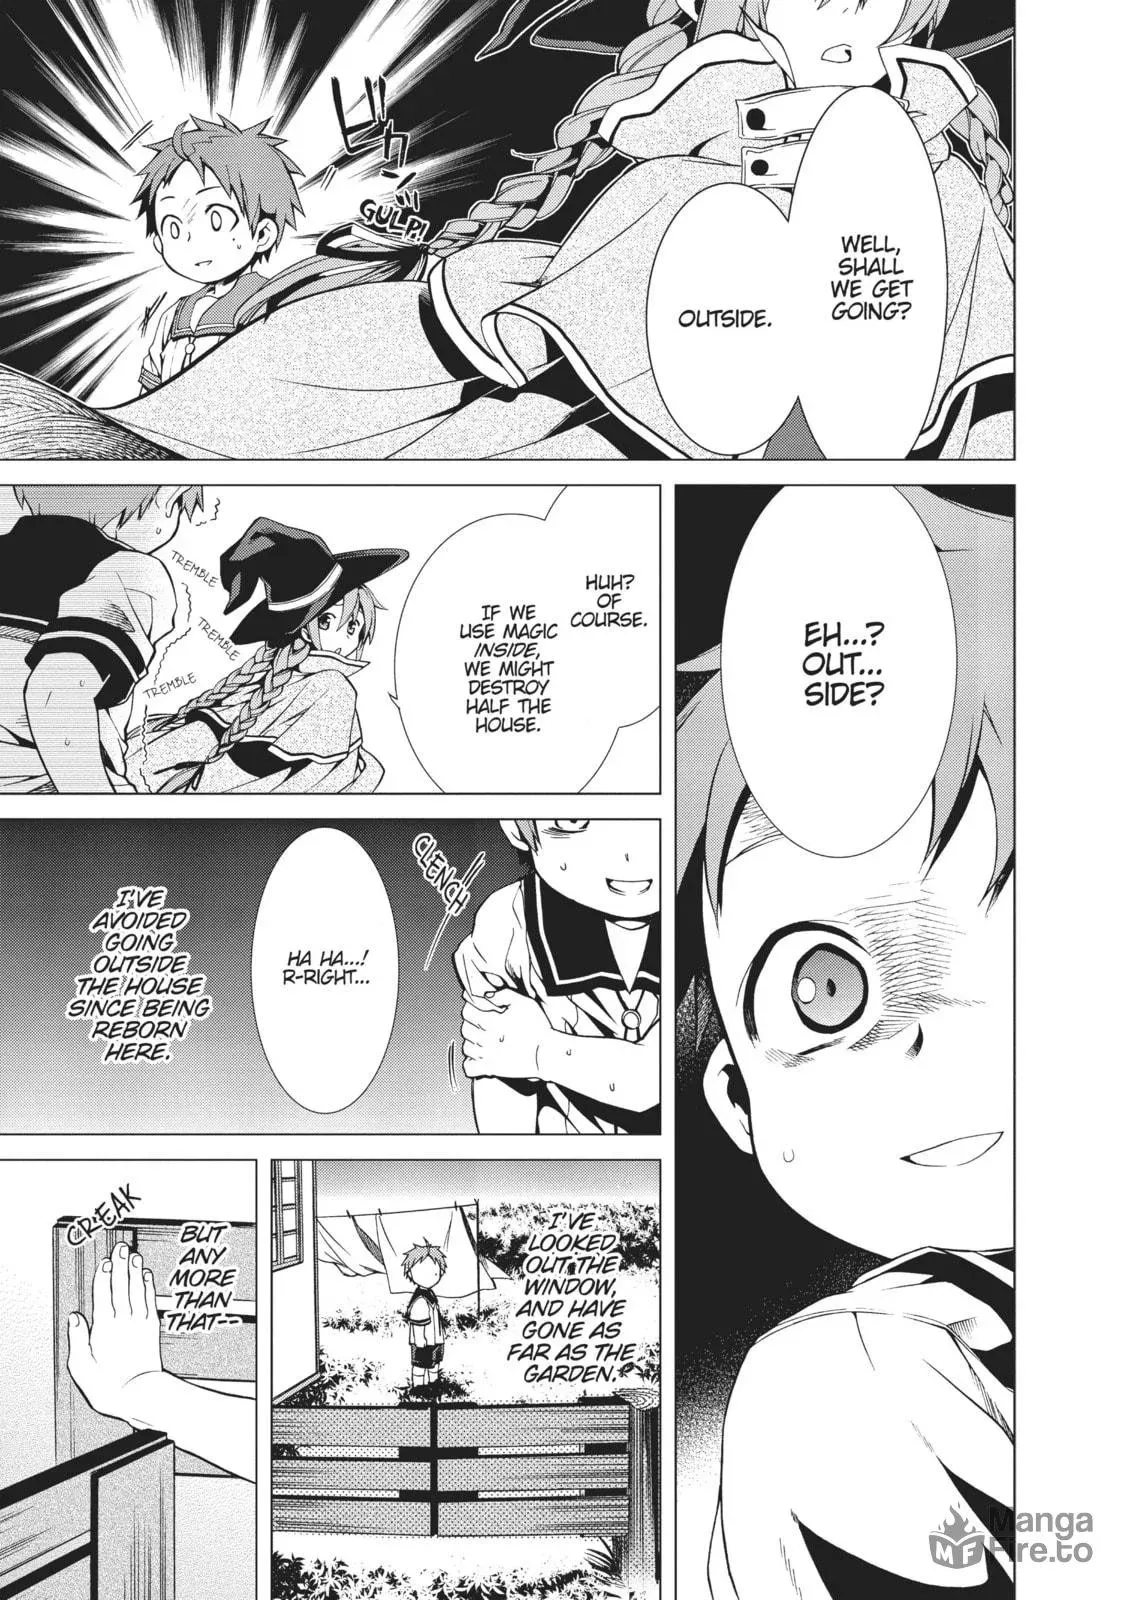 WELL,
SHALL
WE GET
GOING?
OUTSIDE.
ビクンッ
GULP!
EH...?
OUT...
SIDE?
HUH?
OF
COURSE.
IF WE
USE MAGIC
INSIDE,
WE MIGHT
DESTROY
HALF THE
HOUSE.
TREMBLE
TREMBLE
TREMBLE
CLENCH
HA HA...!
R-RIGHT...
I'VE
AVOIDED
GOING
OUTSIDE
THE HOUSE
SINCE BEING
REBORN
HERE.
I'VE
LOOKED
OUT THE
WINDOW,
AND HAVE
GONE AS
FAR AS THE
GARDEN.
BUT
ANY
MORE
THAN
THAT--
CREAK
Manga
Fire.to
MF